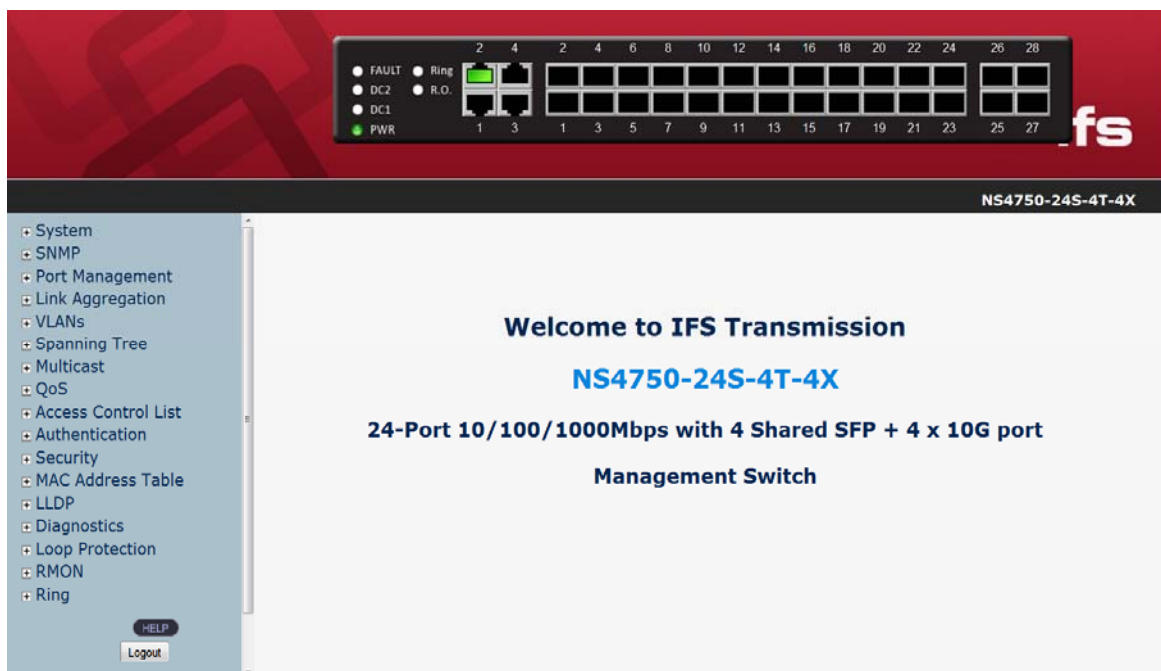 2 4 2 4 6 8 10 12 14 16 18 20 22 24 26 28
FAULT Ring
DC2 R.O.
DC1
PWR 1 3 1 3 5 7 9 11 13 15 17 19 21 23 25 27
ifs
NS4750-24S-4T-4X
System
SNMP
Port Management
Link Aggregation
VLANs
Spanning Tree
Multicast
QoS
Access Control List
Authentication
Security
MAC Address Table
LLDP
Diagnostics
Loop Protection
RMON
Ring
HELP
Logout
Welcome to IFS Transmission
NS4750-24S-4T-4X
24-Port 10/100/1000Mbps with 4 Shared SFP + 4 x 10G port
Management Switch